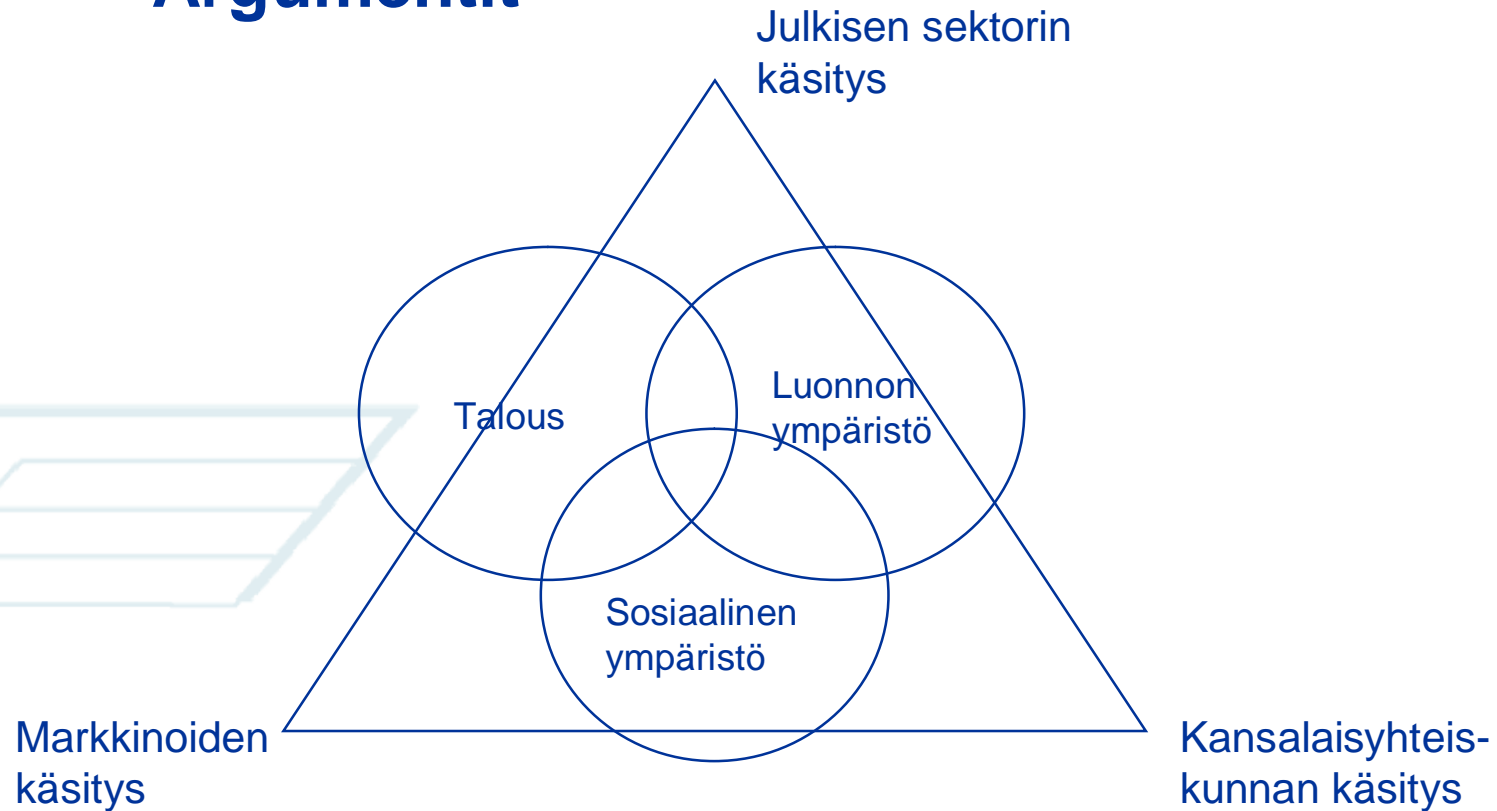 Argumentit
Julkisen sektorin
käsitys
Talous
Luonnon
ympäristö
Sosiaalinen
ympäristö
Markkinoiden
käsitys
Kansalaisyhteis-
kunnan käsitys